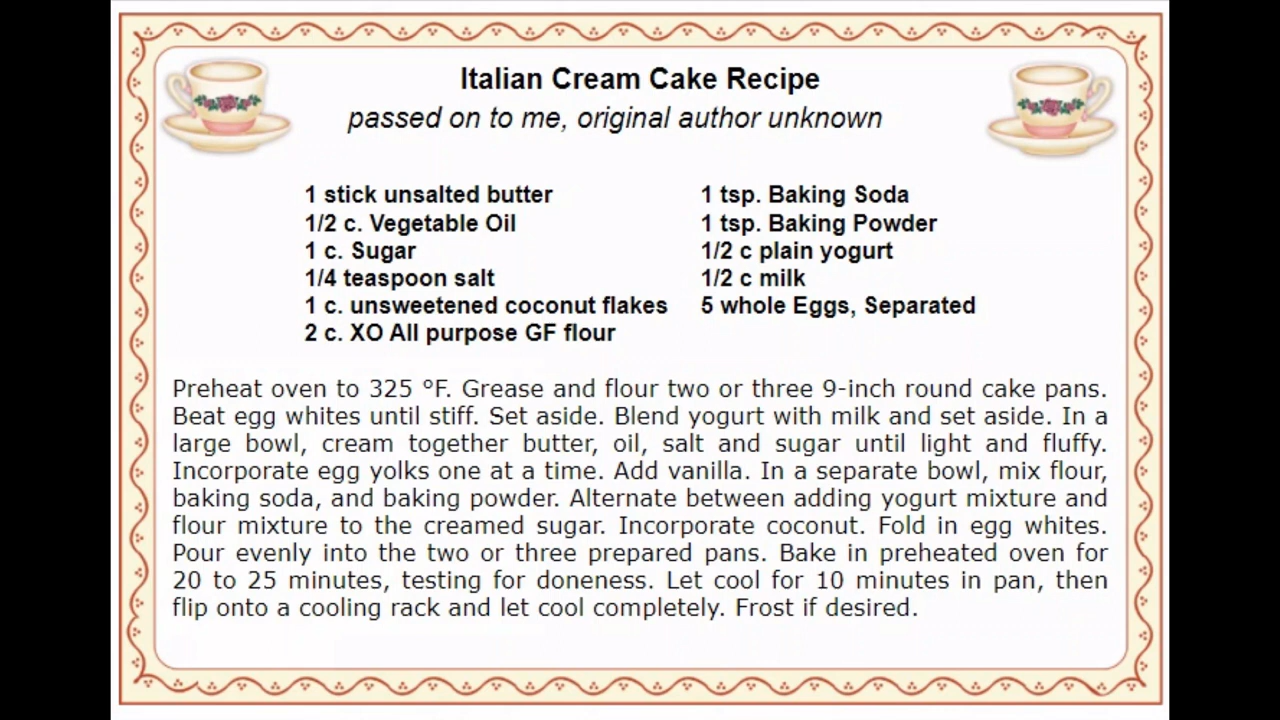 Italian Cream Cake Recipe
passed on to me, original author unknown
1 stick unsalted butter
1/2 c. Vegetable Oil
1 c. Sugar
1/4 teaspoon salt
1 c. unsweetened coconut flakes
2 c. XO All purpose GF flour
1 tsp. Baking Soda
1 tsp. Baking Powder
1/2 c plain yogurt
1/2 c milk
5 whole Eggs, Separated
Preheat oven to 325 °F. Grease and flour two or three 9-inch round cake pans.
Beat egg whites until stiff. Set aside. Blend yogurt with milk and set aside. In a
large bowl, cream together butter, oil, salt and sugar until light and fluffy.
Incorporate egg yolks one at a time. Add vanilla. In a separate bowl, mix flour,
baking soda, and baking powder. Alternate between adding yogurt mixture and
flour mixture to the creamed sugar. Incorporate coconut. Fold in egg whites.
Pour evenly into the two or three prepared pans. Bake in preheated oven for
20 to 25 minutes, testing for doneness. Let cool for 10 minutes in pan, then
flip onto a cooling rack and let cool completely. Frost if desired.